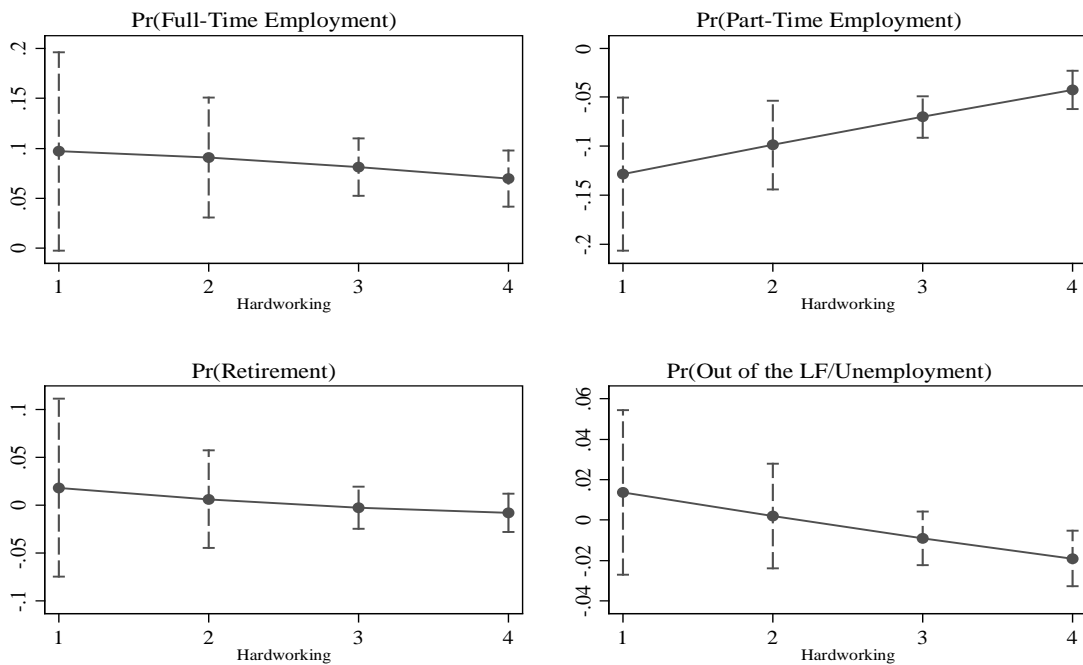 Pr(Full-Time Employment)
.2
.15
.1
.05
0
1 2 3 4
Hardworking
Pr(Part-Time Employment)
0
-.05
-.1
-.15
-.2
1 2 3 4
Hardworking
Pr(Retirement)
.1
.05
0
-.05
-.1
1 2 3 4
Hardworking
Pr(Out of the LF/Unemployment)
.06
.04
.02
0
-.02
-.04
1 2 3 4
Hardworking